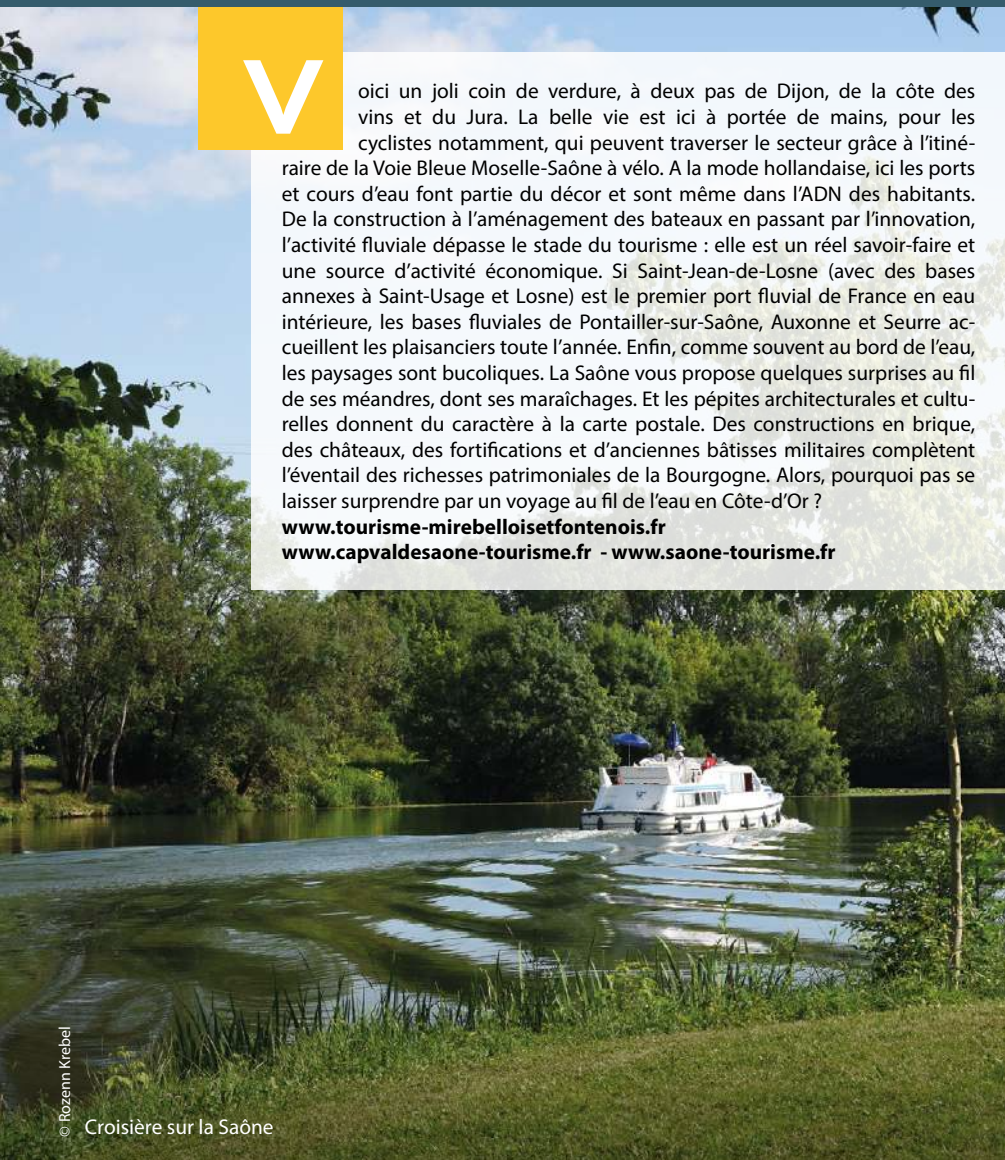 Voici un joli coin de verdure, à deux pas de Dijon, de la côte des
vins et du Jura. La belle vie est ici à portée de mains, pour les
cyclistes notamment, qui peuvent traverser le secteur grâce à l'itiné-
raire de la Voie Bleue Moselle-Saône à vélo. A la mode hollandaise, ici les ports
et cours d'eau font partie du décor et sont même dans l'ADN des habitants.
De la construction à l'aménagement des bateaux en passant par l'innovation,
l'activité fluviale dépasse le stade du tourisme : elle est un réel savoir-faire et
une source d'activité économique. Si Saint-Jean-de-Losne (avec des bases
annexes à Saint-Usage et Losne) est le premier port fluvial de France en eau
intérieure, les bases fluviales de Pontailler-sur-Saône, Auxonne et Seurre ac-
cueillent les plaisanciers toute l'année. Enfin, comme souvent au bord de l'eau,
les paysages sont bucoliques. La Saône vous propose quelques surprises au fil
de ses méandres, dont ses maraîchages. Et les pépites architecturales et cultu-
relles donnent du caractère à la carte postale. Des constructions en brique,
des châteaux, des fortifications et d'anciennes bâtisses militaires complètent
l'éventail des richesses patrimoniales de la Bourgogne. Alors, pourquoi pas se
laisser surprendre par un voyage au fil de l'eau en Côte-d'Or ?
www.tourisme-mirebelloisetfontenois.fr
www.capvaldesaone-tourisme.fr - www.saone-tourisme.fr
© Rozenn Krebel
Croisière sur la Saône